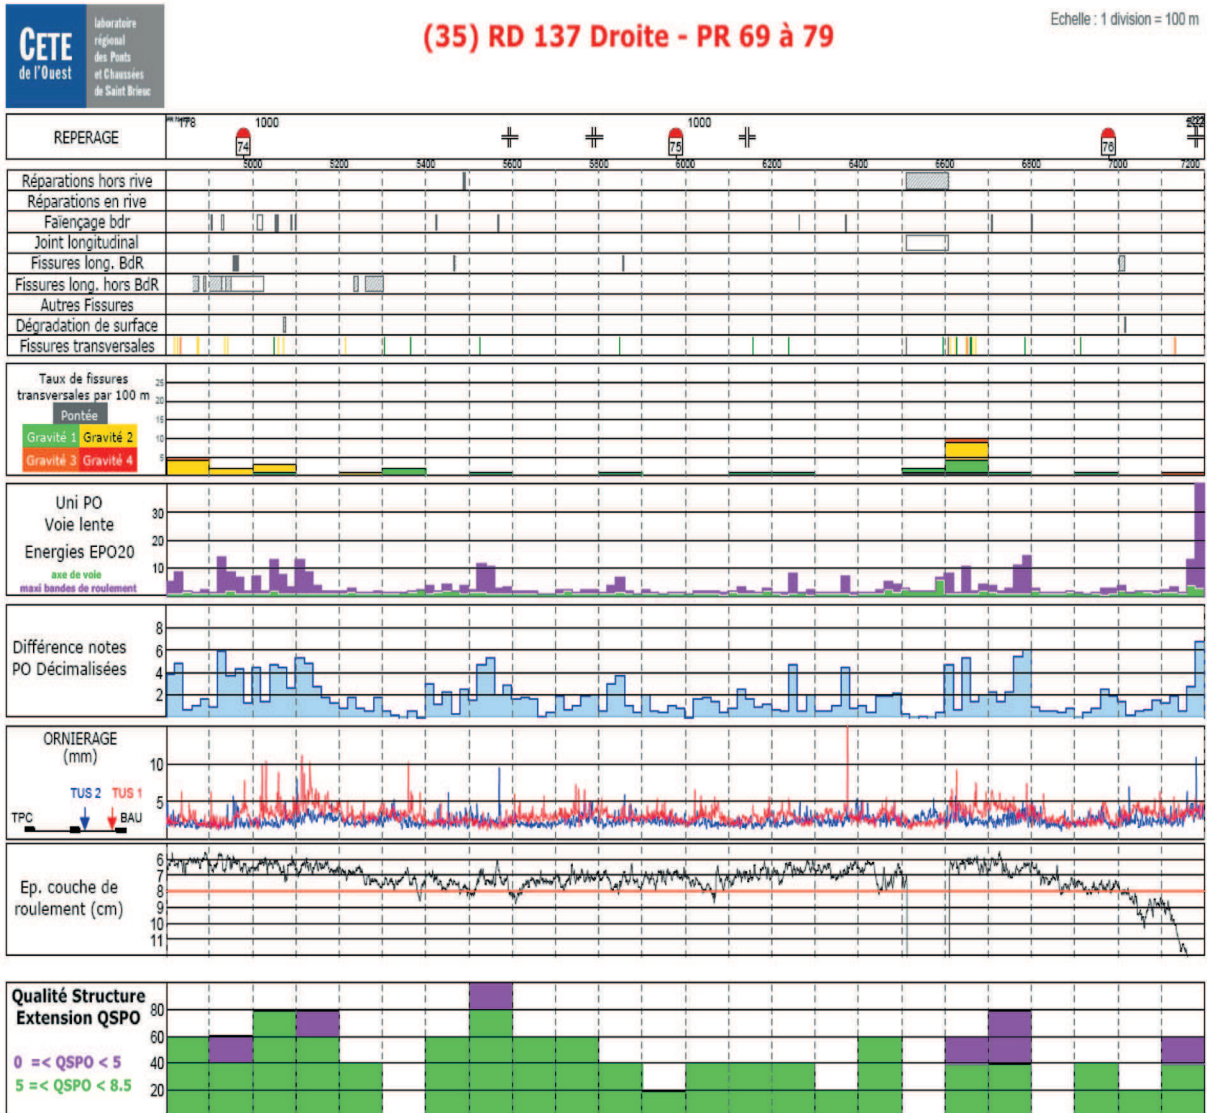 CETE
de l'Ouest
laboratoire
régional
des Ponts
et Chaussées
de Saint Brieuc
(35) RD 137 Droite - PR 69 à 79
Echelle : 1 division = 100 m
REPERAGE
178 1000 1000
74 75 76
5000 5200 5400 5600 5800 6000 6200 6400 6600 6800 7000 7200
Réparations hors rive
Réparations en rive
Faïençage bdr
Joint longitudinal
Fissures long. BdR
Fissures long. hors BdR
Autres Fissures
Dégradation de surface
Fissures transversales
Taux de fissures
transversales par 100 m
Pontée
Gravité 1 Gravité 2
Gravité 3 Gravité 4
25
20
15
10
5
Uni PO
Voie lente
Energies EPO20
axe de voie
maxi bandes de roulement
30
20
10
Différence notes
PO Décimalisées
8
6
4
2
ORNIERAGE
(mm)
TUS 2 TUS 1
TPC BAU
10
5
Ep. couche de
roulement (cm)
6
7
8
9
10
11
Qualité Structure
Extension QSPO
0 =< QSPO < 5
5 =< QSPO < 8.5
80
60
40
20